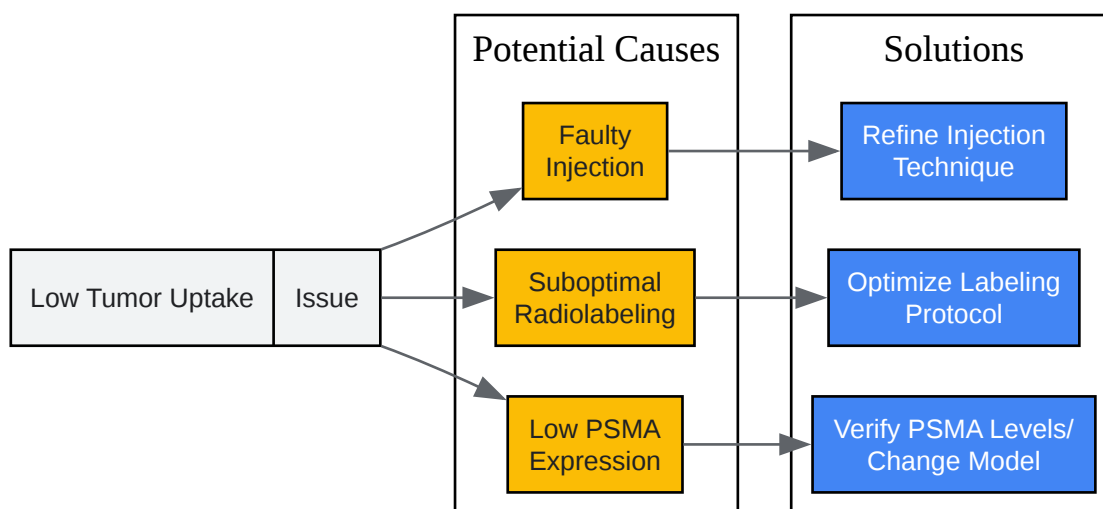 Potential Causes
Solutions
Faulty
Injection
Refine Injection
Technique
Low Tumor Uptake
Issue
Suboptimal
Radiolabeling
Optimize Labeling
Protocol
Low PSMA
Expression
Verify PSMA Levels/
Change Model